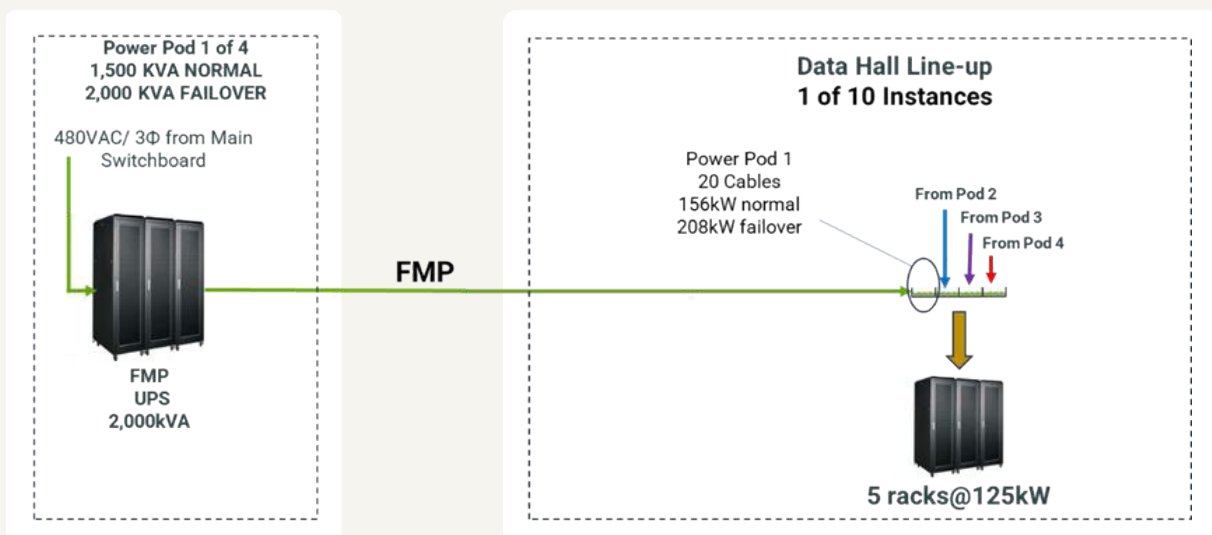 Power Pod 1 of 4
1,500 KVA NORMAL
2,000 KVA FAILOVER
480VAC/ 3Φ from Main
Switchboard
FMP
UPS
2,000kVA
FMP
Data Hall Line-up
1 of 10 Instances
Power Pod 1
20 Cables
156kW normal
208kW failover
From Pod 2
From Pod 3
From Pod 4
5 racks@125kW